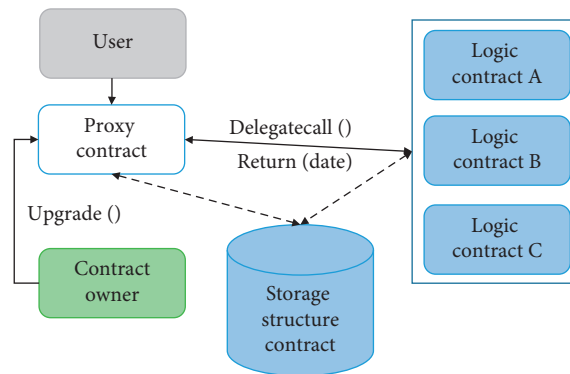 User
Proxy
contract
Delegatecall ()
Return (date)
Upgrade ()
Contract
owner
Storage
structure
contract
Logic
contract A
Logic
contract B
Logic
contract C